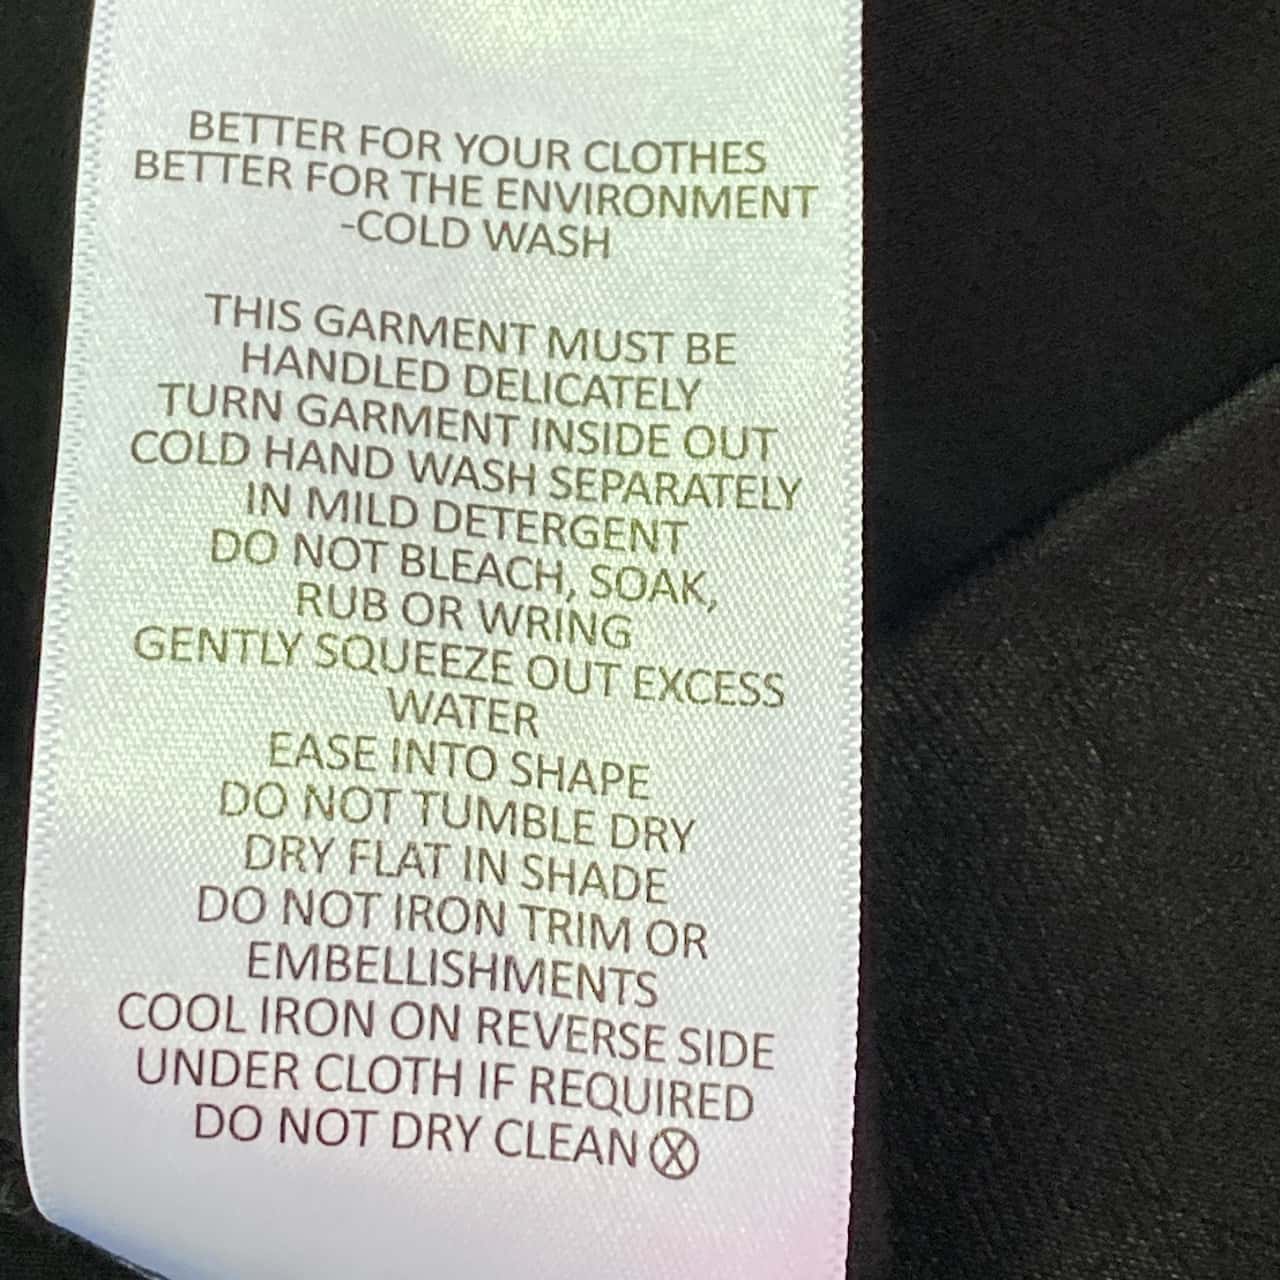 BETTER FOR YOUR CLOTHES
BETTER FOR THE ENVIRONMENT
-COLD WASH
THIS GARMENT MUST BE
HANDLED DELICATELY
TURN GARMENT INSIDE OUT
COLD HAND WASH SEPARATELY
IN MILD DETERGENT
DO NOT BLEACH, SOAK,
RUB OR WRING
GENTLY SQUEEZE OUT EXCESS
WATER
EASE INTO SHAPE
DO NOT TUMBLE DRY
DRY FLAT IN SHADE
DO NOT IRON TRIM OR
EMBELLISHMENTS
COOL IRON ON REVERSE SIDE
UNDER CLOTH IF REQUIRED
DO NOT DRY CLEAN Ⓧ